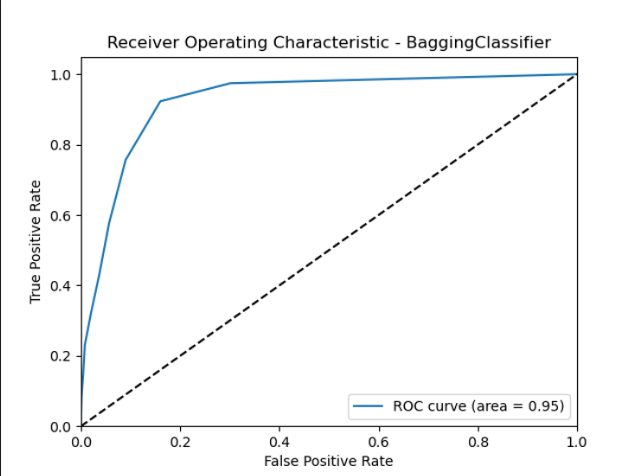 Receiver Operating Characteristic - BaggingClassifier
1.0
0.8
0.6
0.4
0.2
0.0
True Positive Rate
ROC curve (area = 0.95)
0.0 0.2 0.4 0.6 0.8 1.0
False Positive Rate